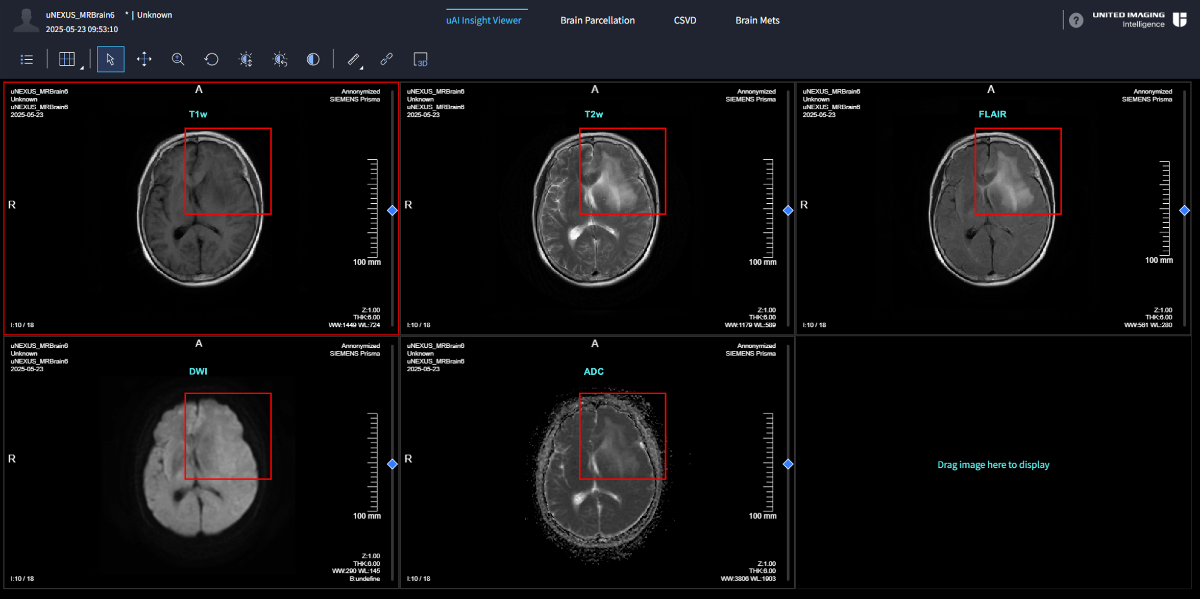 uNEXUS_MRBrain6 * | Unknown
2025-05-23 09:53:10
uAI Insight Viewer
Brain Parcellation
CSVD
Brain Mets
?
UNITED IMAGING
Intelligence
3D
uNEXUS_MRBrain6
Unknown
uNEXUS_MRBrain6
2025-05-23
A
Annonymized
SIEMENS Prisma
T1w
R
100 mm
Z:1.00
THK:6.00
WW:1449 WL:724
I:10 / 18
uNEXUS_MRBrain6
Unknown
uNEXUS_MRBrain6
2025-05-23
A
Annonymized
SIEMENS Prisma
T2w
R
100 mm
Z:1.00
THK:6.00
WW:1179 WL:589
I:10 / 18
uNEXUS_MRBrain6
Unknown
uNEXUS_MRBrain6
2025-05-23
A
Annonymized
SIEMENS Prisma
FLAIR
R
100 mm
Z:1.00
THK:6.00
WW:561 WL:280
I:10 / 18
uNEXUS_MRBrain6
Unknown
uNEXUS_MRBrain6
2025-05-23
A
Annonymized
SIEMENS Prisma
DWI
R
100 mm
Z:1.00
THK:6.00
WW:290 WL:145
B:undefine
I:10 / 18
uNEXUS_MRBrain6
Unknown
uNEXUS_MRBrain6
2025-05-23
A
Annonymized
SIEMENS Prisma
ADC
R
100 mm
Z:1.00
THK:6.00
WW:3806 WL:1903
I:10 / 18
Drag image here to display